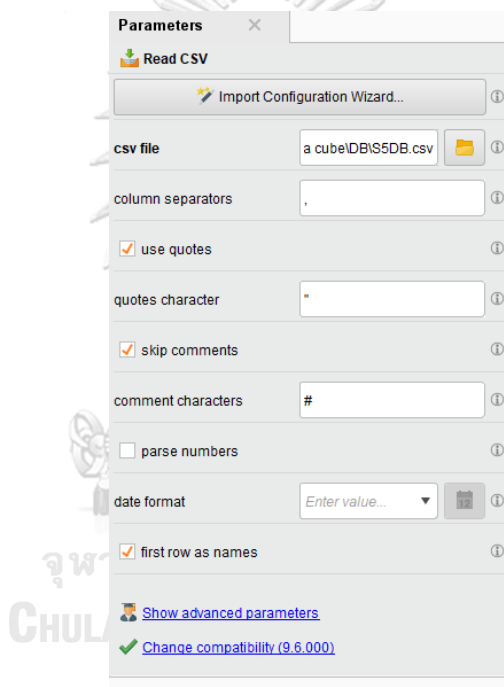 Parameters
Read CSV
Import Configuration Wizard...
csv file a cube\DB\S5DB.csv
column separators ,
use quotes
quotes character "
skip comments
comment characters #
parse numbers
date format Enter value...
12
first row as names
จุฬา
Show advanced parameters
CHUL
Change compatibility (9.6.000)